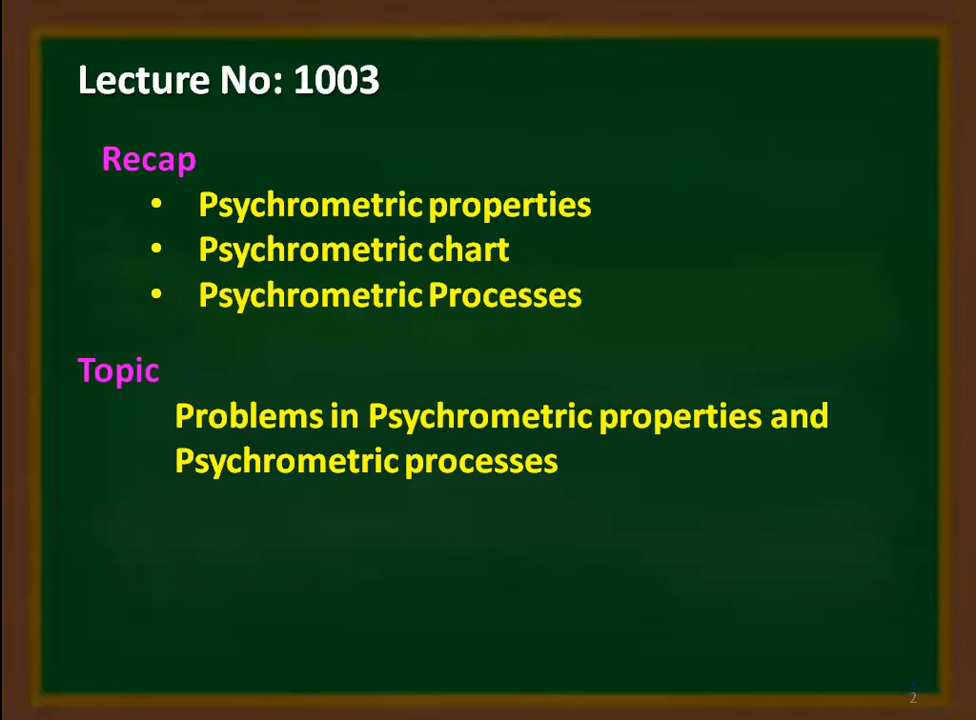 Lecture No: 1003
Recap
• Psychrometric properties
• Psychrometric chart
• Psychrometric Processes
Topic
Problems in Psychrometric properties and
Psychrometric processes
2